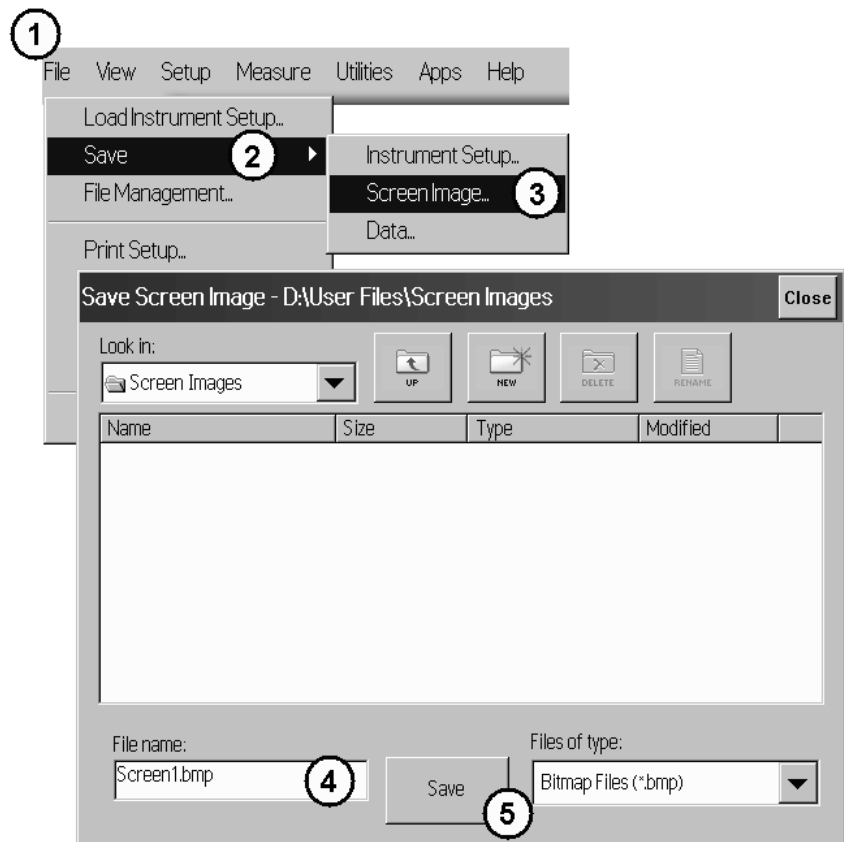 1
File View Setup Measure Utilities Apps Help
Load Instrument Setup...
Save 2
Instrument Setup...
File Management...
Screen Image... 3
Data...
Print Setup...
Save Screen Image - D:\User Files\Screen Images Close
Look in:
Screen Images UP NEW DELETE RENAME
Name Size Type Modified
File name: Files of type:
Screen1.bmp 4 Save 5 Bitmap Files (*.bmp)